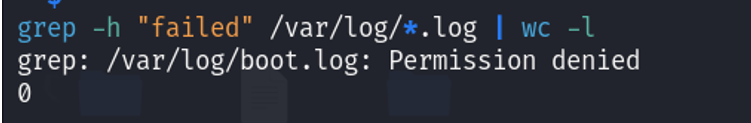 $
grep -h "failed" /var/log/*.log | wc -l
grep: /var/log/boot.log: Permission denied
0